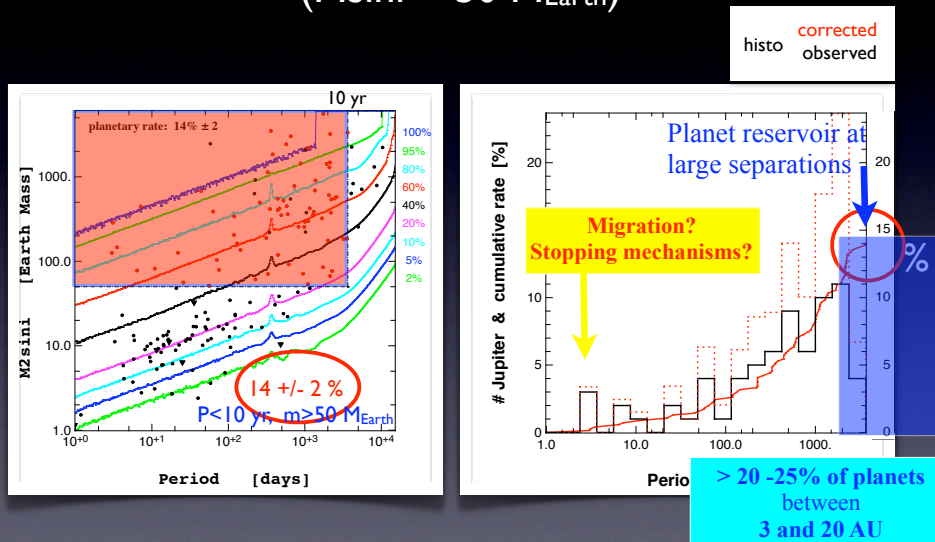 histo corrected
observed
10 yr
planetary rate: 14% ± 2
100%
95%
80%
60%
40%
20%
10%
5%
2%
1000.
100.0
10.0
1.0
M2sini [Earth Mass]
10+0 10+1 10+2 10+3 10+4
Period [days]
14 +/- 2 %
P<10 yr, m>50 MEarth
Planet reservoir at
large separations
Migration?
Stopping mechanisms?
# Jupiter & cumulative rate [%]
20
10
5
0
1.0 10.0 100.0 1000.
20
15
10
5
0
%
Perio
> 20 -25% of planets
between
3 and 20 AU